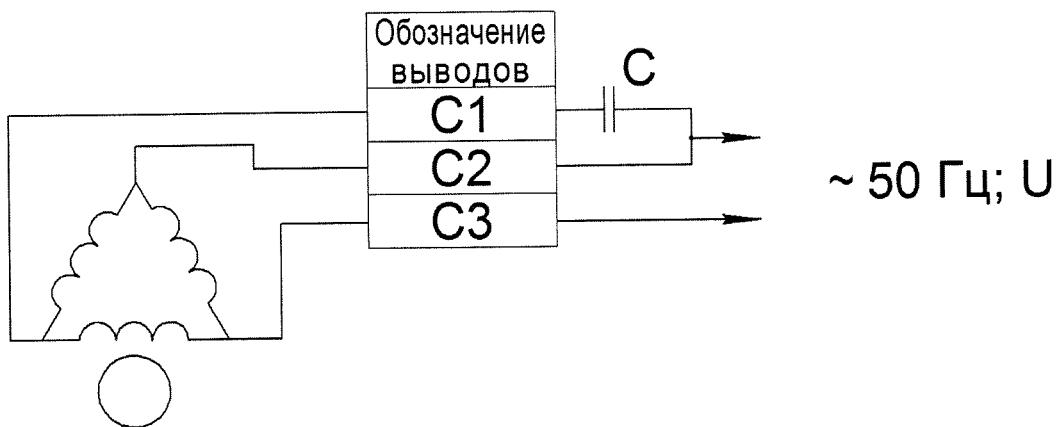 Обозначение
выводов
C
C1
C2
C3
~ 50 Гц; U